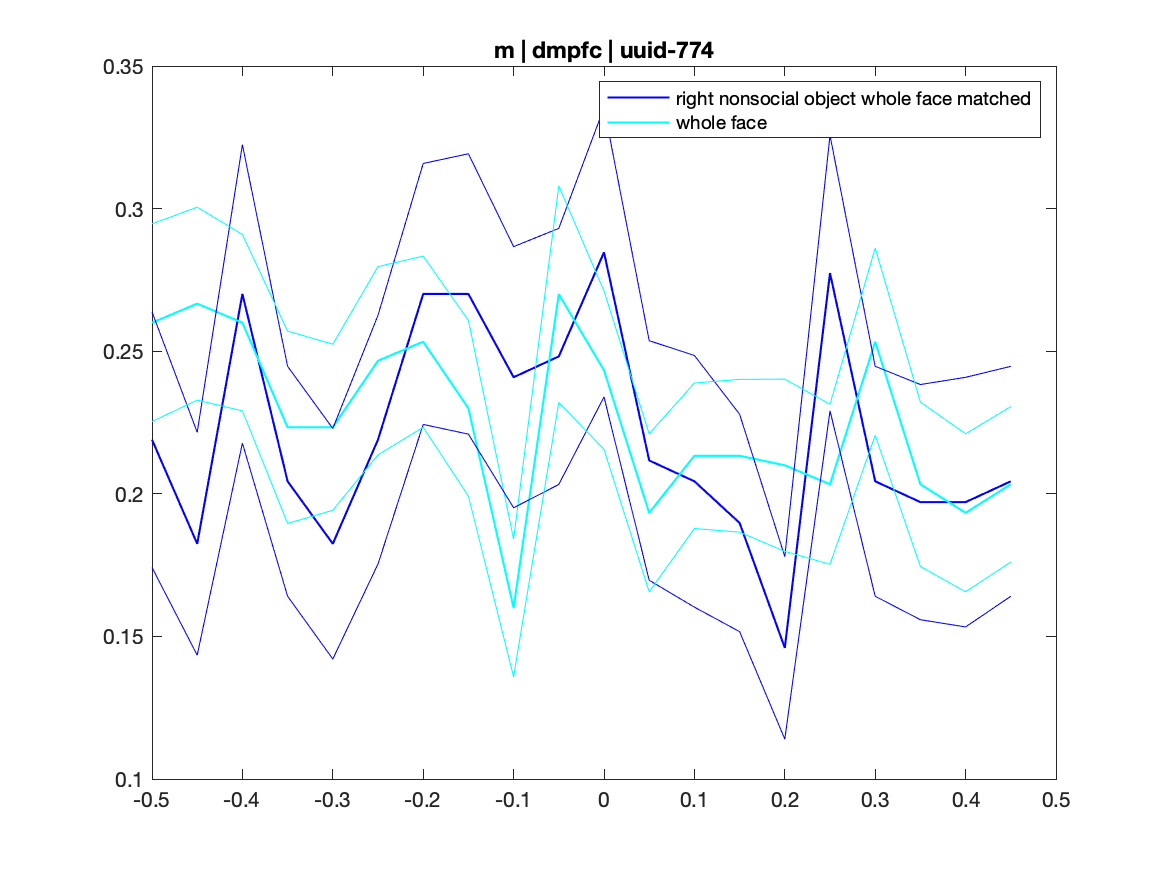 m | dmpfc | uuid-774
0.35
0.3
0.25
0.2
0.15
0.1
right nonsocial object whole face matched
whole face
-0.5 -0.4 -0.3 -0.2 -0.1 0 0.1 0.2 0.3 0.4 0.5